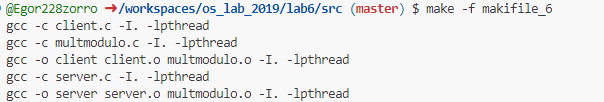 @Egor228zorro ➜ /workspaces/os_lab_2019/lab6/src (master) $ make -f makifile_6
gcc -c client.c -I. -lpthread
gcc -c multmodulo.c -I. -lpthread
gcc -o client client.o multmodulo.o -I. -lpthread
gcc -c server.c -I. -lpthread
gcc -o server server.o multmodulo.o -I. -lpthread